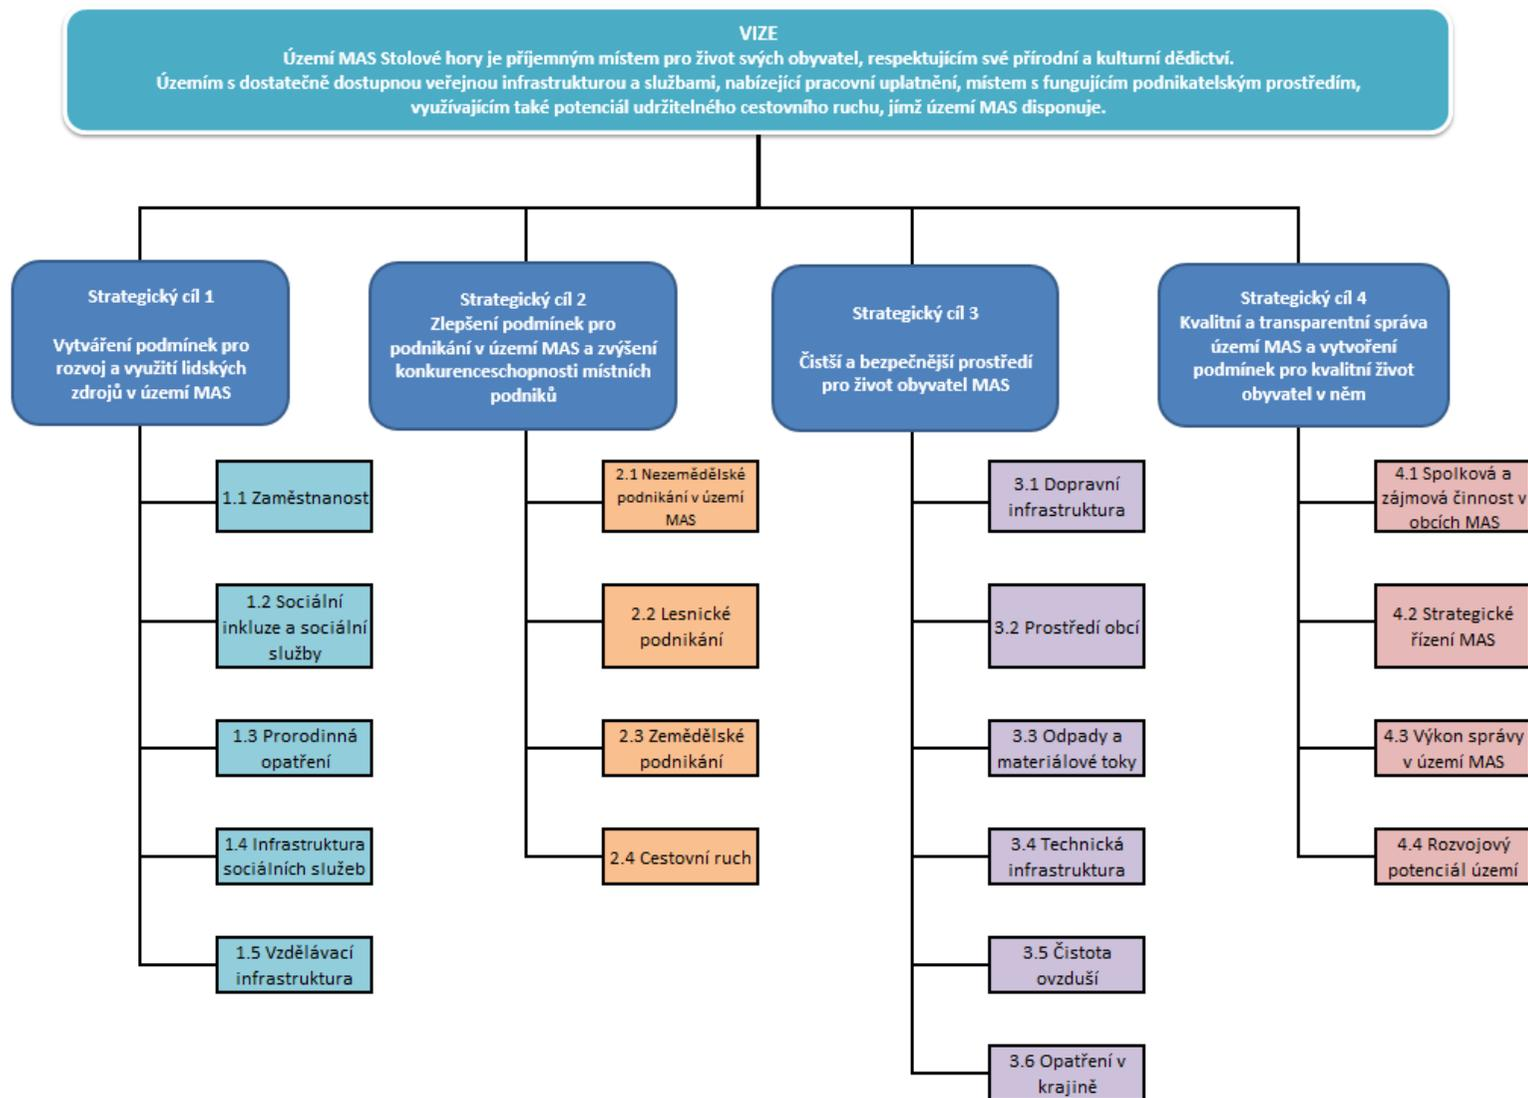 VIZE
Území MAS Stolové hory je příjemným místem pro život svých obyvatel, respektujícím své přírodní a kulturní dědictví.
Územím s dostatečně dostupnou veřejnou infrastrukturou a službami, nabízející pracovní uplatnění, místem s fungujícím podnikatelským prostředím,
využívajícím také potenciál udržitelného cestovního ruchu, jímž území MAS disponuje.
Strategický cíl 1
Vytváření podmínek pro
rozvoj a využití lidských
zdrojů v území MAS
1.1 Zaměstnanost
1.2 Sociální
inkluze a sociální
služby
1.3 Prorodinná
opatření
1.4 Infrastruktura
sociálních služeb
1.5 Vzdělávací
infrastruktura
Strategický cíl 2
Zlepšení podmínek pro
podnikání v území MAS a zvýšení
konkurenceschopnosti místních
podniků
2.1 Nezemědělské
podnikání v území
MAS
2.2 Lesnické
podnikání
2.3 Zemědělské
podnikání
2.4 Cestovní ruch
Strategický cíl 3
Čistší a bezpečnější prostředí
pro život obyvatel MAS
3.1 Dopravní
infrastruktura
3.2 Prostředí obcí
3.3 Odpady a
materiálové toky
3.4 Technická
infrastruktura
3.5 Čistota
ovzduší
3.6 Opatření v
krajině
Strategický cíl 4
Kvalitní a transparentní správa
území MAS a vytvoření
podmínek pro kvalitní život
obyvatel v něm
4.1 Spolková a
zájmová činnost v
obcích MAS
4.2 Strategické
řízení MAS
4.3 Výkon správy
v území MAS
4.4 Rozvojový
potenciál území